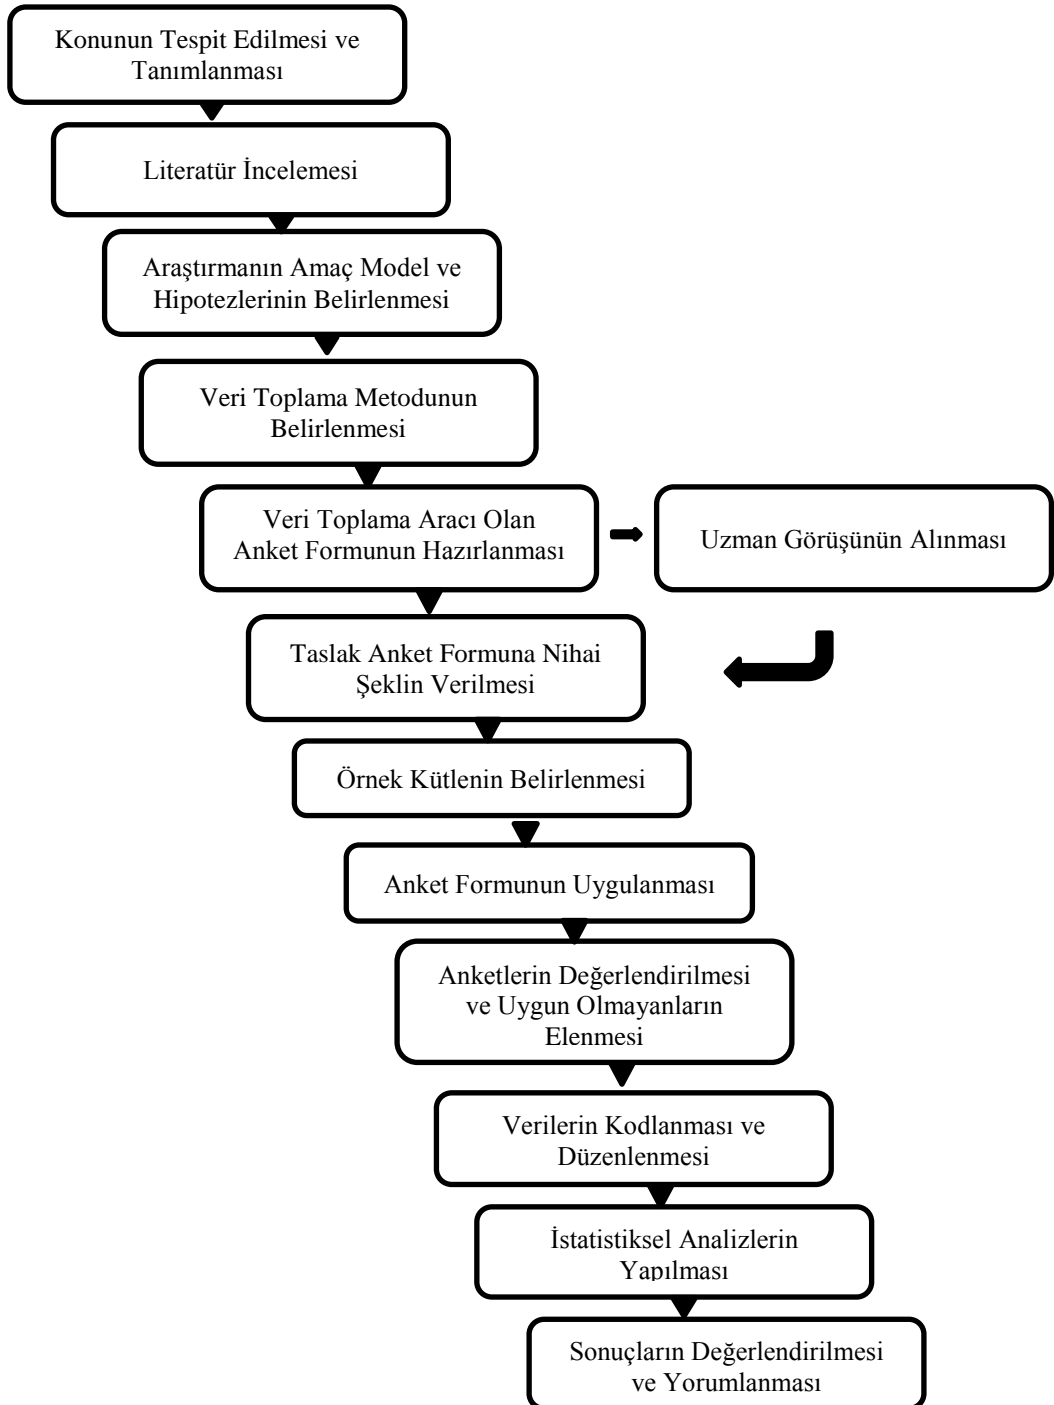 Konunun Tespit Edilmesi ve
Tanımlanması
Literatür İncelemesi
Araştırmanın Amaç Model ve
Hipotezlerinin Belirlenmesi
Veri Toplama Metodunun
Belirlenmesi
Veri Toplama Aracı Olan
Anket Formunun Hazırlanması
Uzman Görüşünün Alınması
Taslak Anket Formuna Nihai
Şeklin Verilmesi
Örnek Kütlenin Belirlenmesi
Anket Formunun Uygulanması
Anketlerin Değerlendirilmesi
ve Uygun Olmayanların
Elenmesi
Verilerin Kodlanması ve
Düzenlenmesi
İstatistiksel Analizlerin
Yapılması
Sonuçların Değerlendirilmesi
ve Yorumlanması